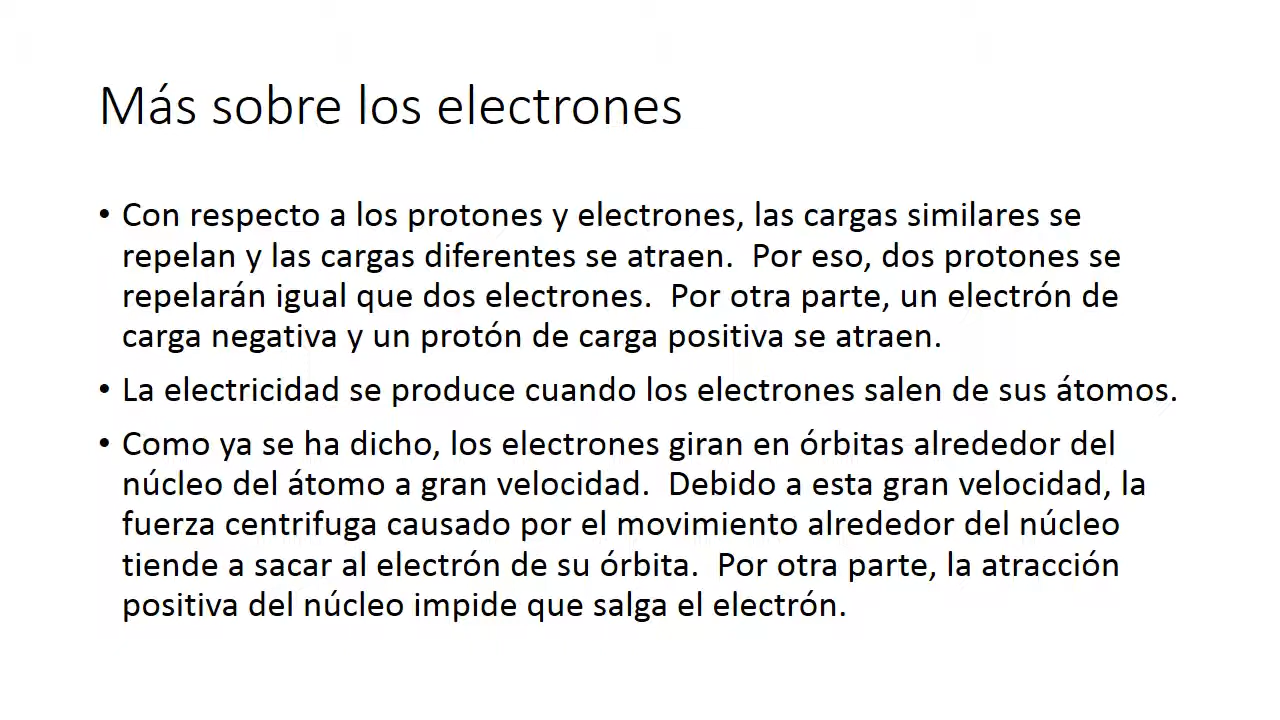 Más sobre los electrones
• Con respecto a los protones y electrones, las cargas similares se
repelan y las cargas diferentes se atraen.  Por eso, dos protones se
repelarán igual que dos electrones.  Por otra parte, un electrón de
carga negativa y un protón de carga positiva se atraen.
• La electricidad se produce cuando los electrones salen de sus átomos.
• Como ya se ha dicho, los electrones giran en órbitas alrededor del
núcleo del átomo a gran velocidad.  Debido a esta gran velocidad, la
fuerza centrifuga causado por el movimiento alrededor del núcleo
tiende a sacar al electrón de su órbita.  Por otra parte, la atracción
positiva del núcleo impide que salga el electrón.